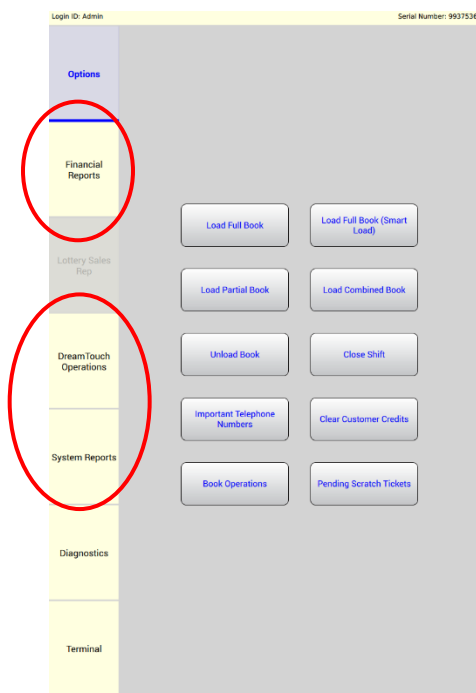 Login ID: Admin
Serial Number: 9937536
Options
Financial
Reports
Lottery Sales
Rep
DreamTouch
Operations
System Reports
Diagnostics
Terminal
Load Full Book
Load Full Book (Smart
Load)
Load Partial Book
Load Combined Book
Unload Book
Close Shift
Important Telephone
Numbers
Clear Customer Credits
Book Operations
Pending Scratch Tickets